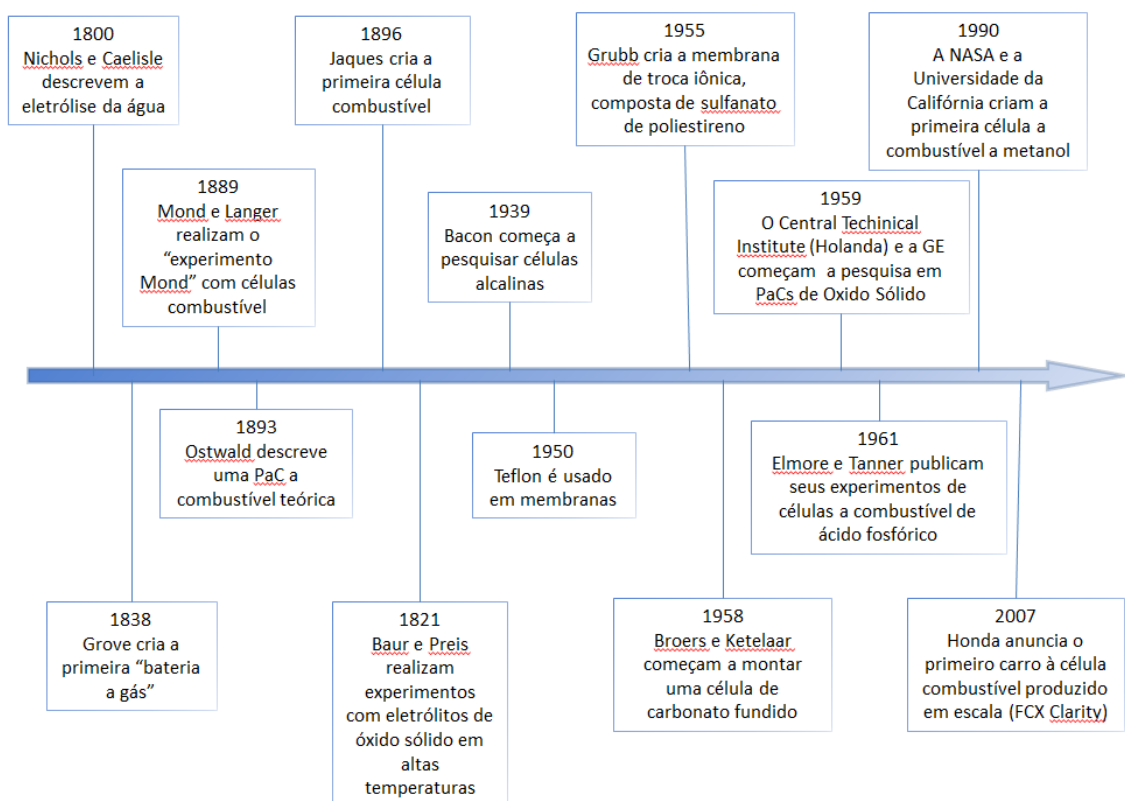 1800
Nichols e Caelisle
descrevem a
eletrólise da água
1896
Jaques cria a
primeira célula
combustível
1955
Grubb cria a membrana
de troca iônica,
composta de sulfanato
de poliestireno
1990
A NASA e a
Universidade da
Califórnia criam a
primeira célula a
combustível a metanol
1889
Mond e Langer
realizam o
“experimento
Mond” com células
combustível
1939
Bacon começa a
pesquisar células
alcalinas
1959
O Central Techinical
Institute (Holanda) e a GE
começam a pesquisa em
PaCs de Oxido Sólido
1893
Ostwald descreve
uma PaC a
combustível teórica
1950
Teflon é usado
em membranas
1961
Elmore e Tanner publicam
seus experimentos de
células a combustível de
ácido fosfórico
1838
Grove cria a
primeira “bateria
a gás”
1821
Baur e Preis
realizam
experimentos
com eletrólitos de
óxido sólido em
altas
temperaturas
1958
Broers e Ketelaar
começam a montar
uma célula de
carbonato fundido
2007
Honda anuncia o
primeiro carro à célula
combustível produzido
em escala (FCX Clarity)